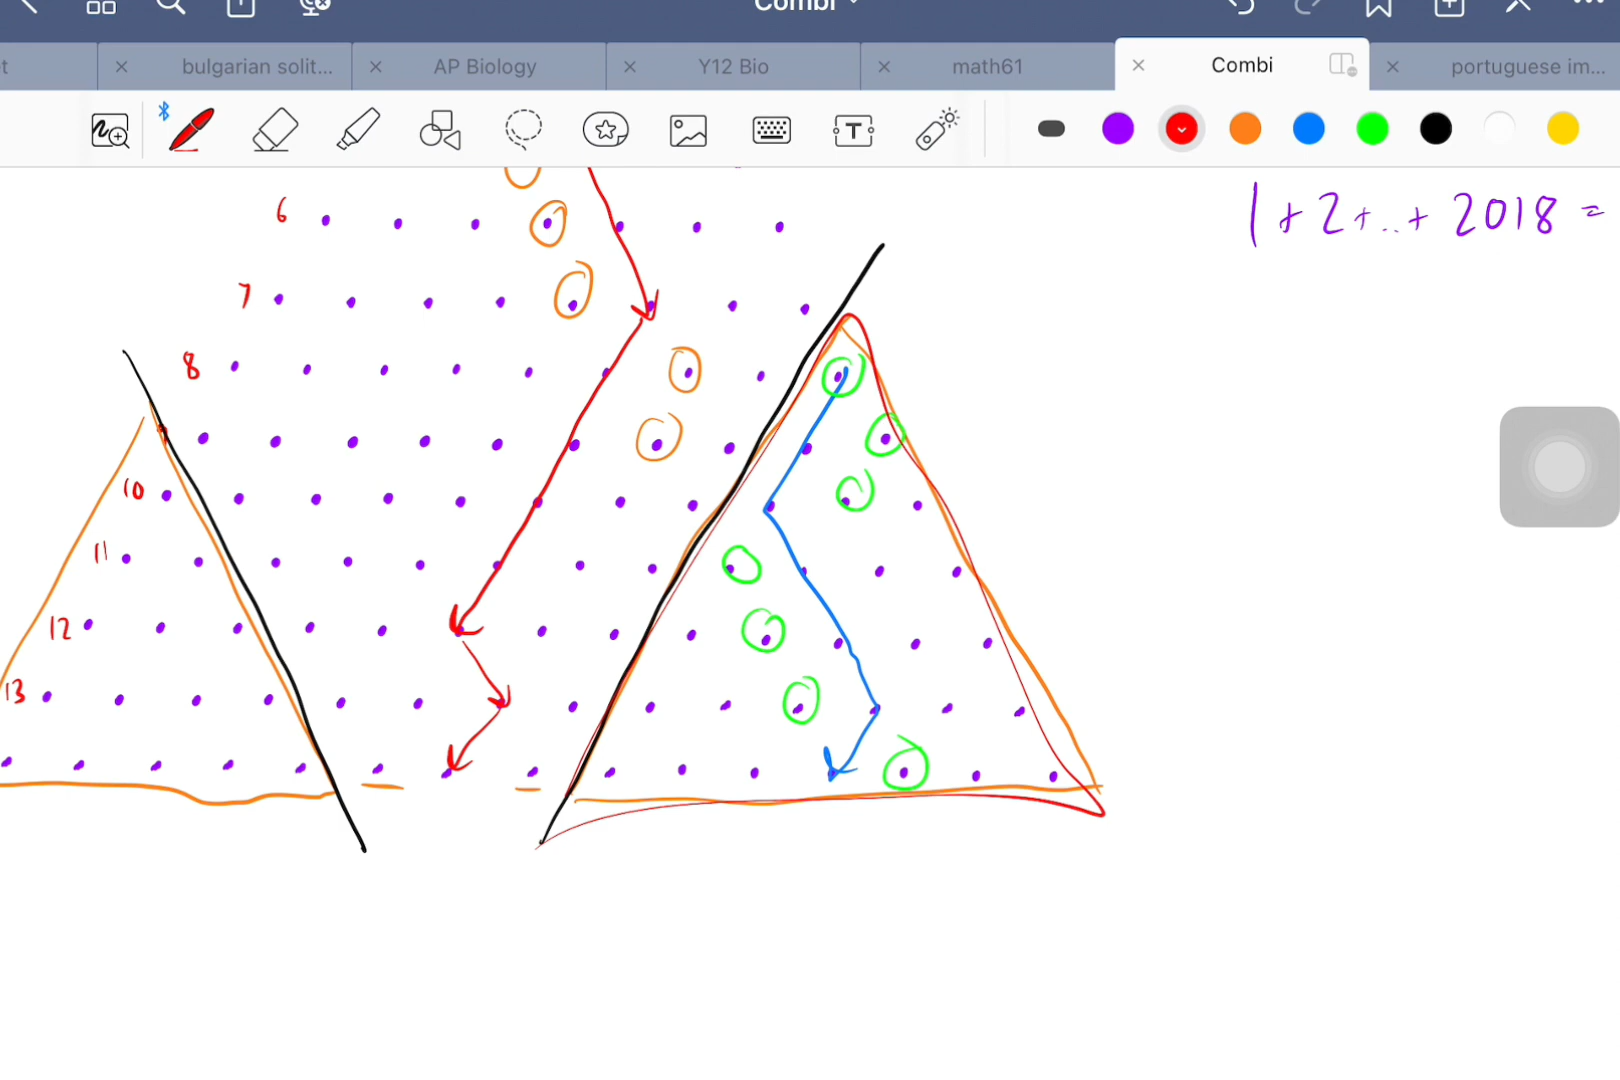 Combi
t
bulgarian solit...
AP Biology
Y12 Bio
math61
Combi
portuguese im...
T
1+2+..+ 2018 =
6
7
8
10
11
12
13